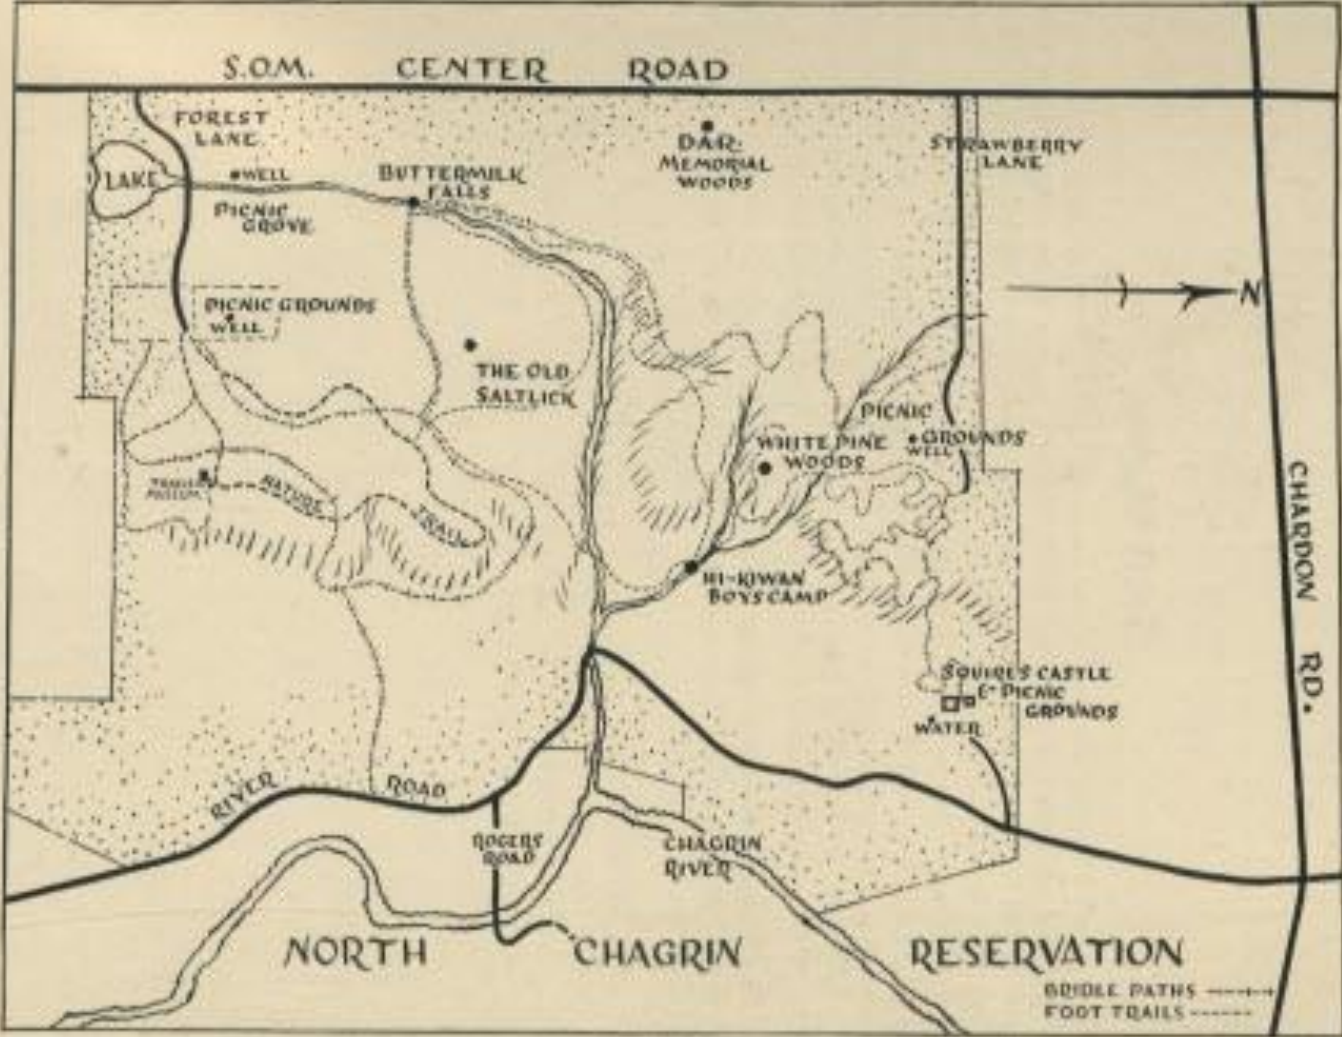 S.O.M. CENTER ROAD
FOREST
LANE
D.A.R.
MEMORIAL
WOODS
STRAWBERRY
LANE
LAKE
WELL
BUTTERMILK
FALLS
PICNIC
GROVE
N
PICNIC GROUNDS
WELL
THE OLD
SALTLICK
PICNIC
GROUNDS
WELL
WHITE PINE
WOODS
MUSEUM
NATURE
TRAIL
CHARDON RD.
HI-KIWAN
BOYS CAMP
SQUIRES CASTLE
& PICNIC
GROUNDS
WATER
RIVER ROAD
ROGERS
ROAD
CHAGRIN
RIVER
NORTH CHAGRIN RESERVATION
BRIDLE PATHS
FOOT TRAILS